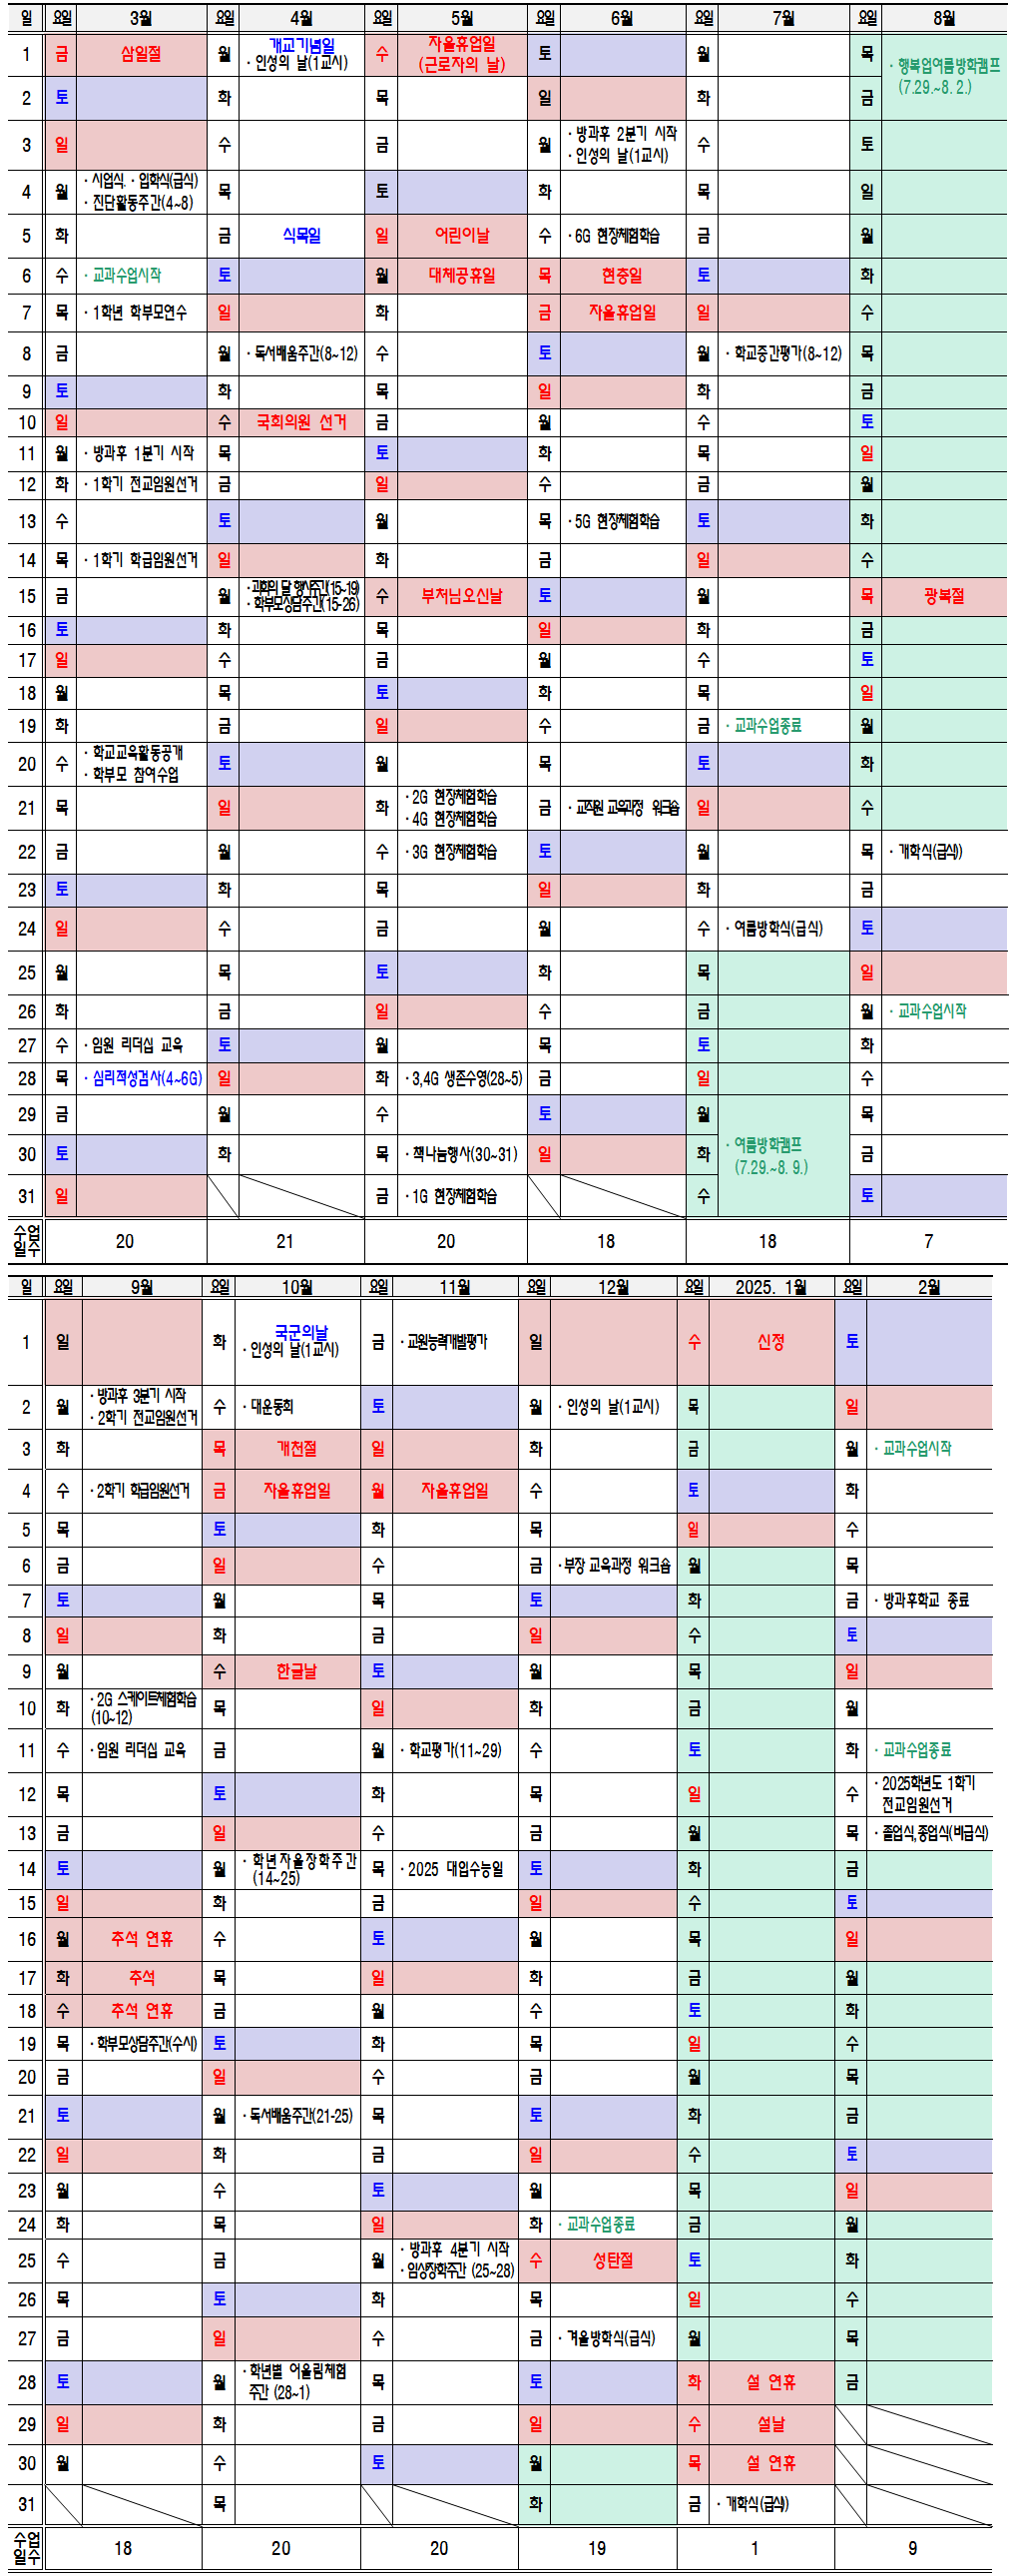 일 요일 3월 요일 4월 요일 5월 요일 6월 요일 7월 요일 8월
1 금 삼일절 월 개교기념일 수 자율휴업일 토 월 목
· 인성의 날(1교시) (근로자의 날)
· 행복업여름방학캠프
(7.29.~8. 2.)
2 토 화 목 일 화 금
3 일 수 금 월 · 방과후 2분기 시작 수 토
· 인성의 날(1교시)
4 월 · 시업식. · 입학식(급식) 목 토 화 목 일
· 진단활동주간(4~8)
5 화 금 식목일 일 어린이날 수 · 6G 현장체험학습 금 월
6 수 · 교과수업시작 토 월 대체공휴일 목 현충일 토 화
7 목 · 1학년 학부모연수 일 화 금 자율휴업일 일 수
8 금 월 · 독서배움주간(8~12) 수 토 월 · 학교중간평가(8~12) 목
9 토 화 목 일 화 금
10 일 수 국회의원 선거 금 월 수 토
11 월 · 방과후 1분기 시작 목 토 화 목 일
12 화 · 1학기 전교임원선거 금 일 수 금 월
13 수 토 월 목 · 5G 현장체험학습 토 화
14 목 · 1학기 학급임원선거 일 화 금 일 수
15 금 월 · 과학의 달 행사주간(15~19) 수 부처님오신날 토 월 목 광복절
· 학부모상담주간(15-26)
16 토 화 목 일 화 금
17 일 수 금 월 수 토
18 월 목 토 화 목 일
19 화 금 일 수 금 · 교과수업종료 월
20 수 · 학교교육활동공개 토 월 목 토 화
· 학부모 참여수업
21 목 일 화 · 2G 현장체험학습 금 · 교직원 교육과정 워크숍 일 수
· 4G 현장체험학습
22 금 월 수 · 3G 현장체험학습 토 월 목 · 개학식(급식))
23 토 화 목 일 화 금
24 일 수 금 월 수 · 여름방학식(급식) 토
25 월 목 토 화 목 일
26 화 금 일 수 금 월 · 교과수업시작
27 수 · 임원 리더십 교육 토 월 목 토 화
28 목 · 심리적성검사(4~6G) 일 화 · 3,4G 생존수영(28~5) 금 일 수
29 금 월 수 토 월 목
· 여름방학캠프
(7.29.~8. 9.)
30 토 화 목 · 책나눔행사(30~31) 일 화 금
31 일 금 · 1G 현장체험학습 수 토
수업
일수 20 21 20 18 18 7
일 요일 9월 요일 10월 요일 11월 요일 12월 요일 2025. 1월 요일 2월
1 일 화 국군의날 금 · 교원능력개발평가 일 수 신정 토
· 인성의 날(1교시)
2 월 · 방과후 3분기 시작 수 · 대운동회 토 월 · 인성의 날(1교시) 목 일
· 2학기 전교임원선거
3 화 목 개천절 일 화 금 월 · 교과수업시작
4 수 · 2학기 학급임원선거 금 자율휴업일 월 자율휴업일 수 토 화
5 목 토 화 목 일 수
6 금 일 수 금 · 부장 교육과정 워크숍 월 목
7 토 월 목 토 화 금 · 방과후학교 종료
8 일 화 금 일 수 토
9 월 수 한글날 토 월 목 일
10 화 · 2G 스케이트체험학습 목 일 화 금 월
(10~12)
11 수 · 임원 리더십 교육 금 월 · 학교평가(11~29) 수 토 화 · 교과수업종료
12 목 토 화 목 일 수 · 2025학년도 1학기
전교임원선거
13 금 일 수 금 월 목 · 졸업식,종업식(비급식)
14 토 월 · 학년자율장학주간 목 · 2025 대입수능일 토 화 금
(14~25)
15 일 화 금 일 수 토
16 월 추석 연휴 수 토 월 목 일
17 화 추석 목 일 화 금 월
18 수 추석 연휴 금 월 수 토 화
19 목 · 학부모상담주간(수시) 토 화 목 일 수
20 금 일 수 금 월 목
21 토 월 · 독서배움주간(21-25) 목 토 화 금
22 일 화 금 일 수 토
23 월 수 토 월 목 일
24 화 목 일 화 · 교과수업종료 금 월
25 수 금 월 · 방과후 4분기 시작 수 성탄절 토 화
· 임상장학주간 (25~28)
26 목 토 화 목 일 수
27 금 일 수 금 · 겨울방학식(급식) 월 목
28 토 월 · 학년별 어울림체험 목 토 화 설 연휴 금
주간 (28~1)
29 일 화 금 일 수 설날
30 월 수 토 월 목 설 연휴
31 목 화 금 · 개학식(급식))
수업
일수 18 20 20 19 1 9